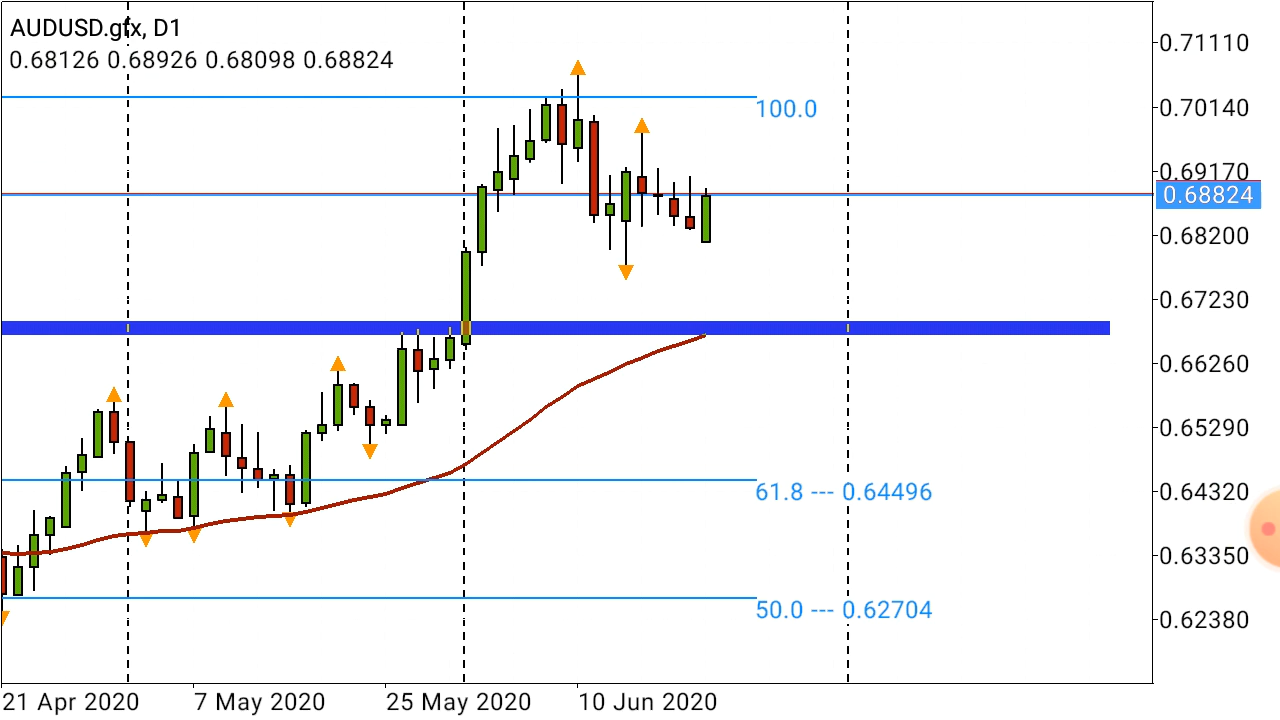 AUDUSD.gfx, D1
0.68126 0.68926 0.68098 0.68824
0.71110
100.0
0.70140
0.69170
0.68824
0.68200
0.67230
0.66260
0.65290
61.8 --- 0.64496
0.64320
0.63350
50.0 --- 0.62704
0.62380
21 Apr 2020
7 May 2020
25 May 2020
10 Jun 2020